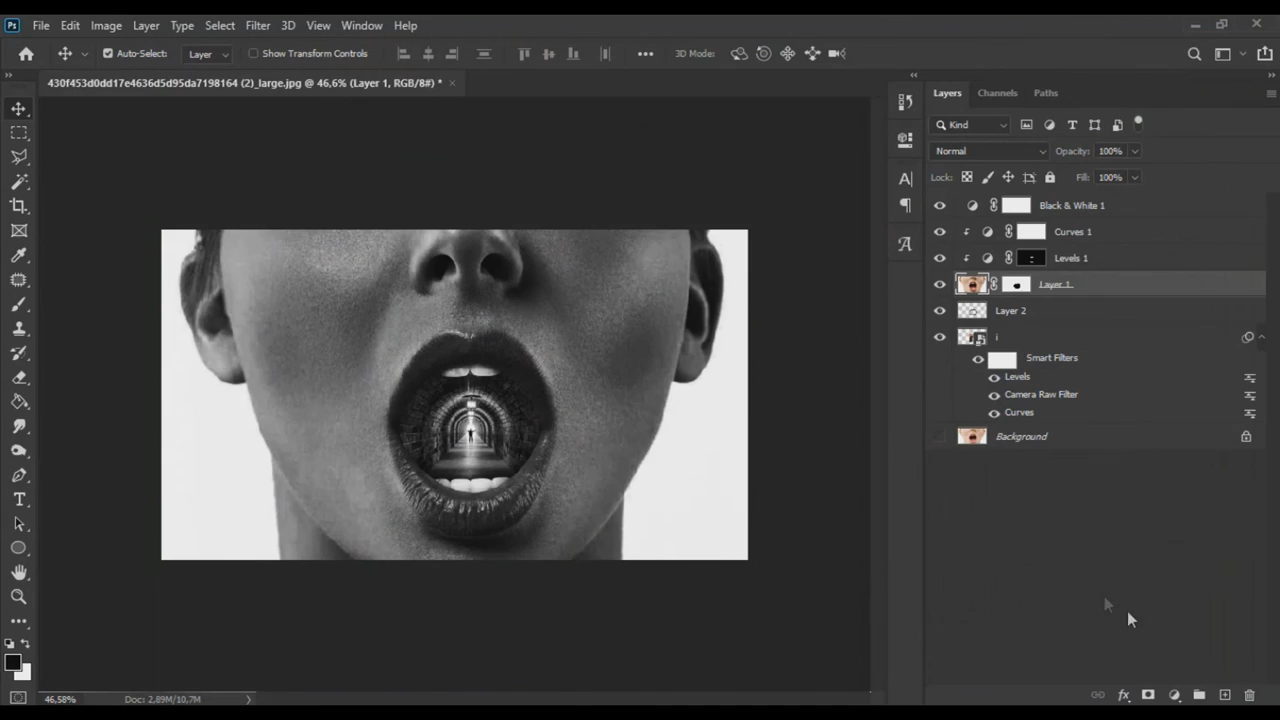 Ps File Edit Image Layer Type Select Filter 3D View Window Help
Auto-Select: Layer Show Transform Controls 3D Mode:
430f453d0dd17e4636d5d95da7198164 (2)_large.jpg @ 46,6% (Layer 1, RGB/8#) *
Layers Channels Paths
Kind
Normal Opacity: 100%
Lock: Fill: 100%
Black & White 1
Curves 1
Levels 1
Layer 1
Layer 2
i
Smart Filters
Levels
Camera Raw Filter
Curves
Background
46,58% Doc: 2,89M/10,7M